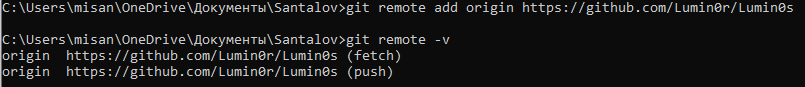 C:\Users\misan\OneDrive\Документы\Santalov>git remote add origin https://github.com/Lumin0r/Lumin0s
C:\Users\misan\OneDrive\Документы\Santalov>git remote -v
origin  https://github.com/Lumin0r/Lumin0s (fetch)
origin  https://github.com/Lumin0r/Lumin0s (push)